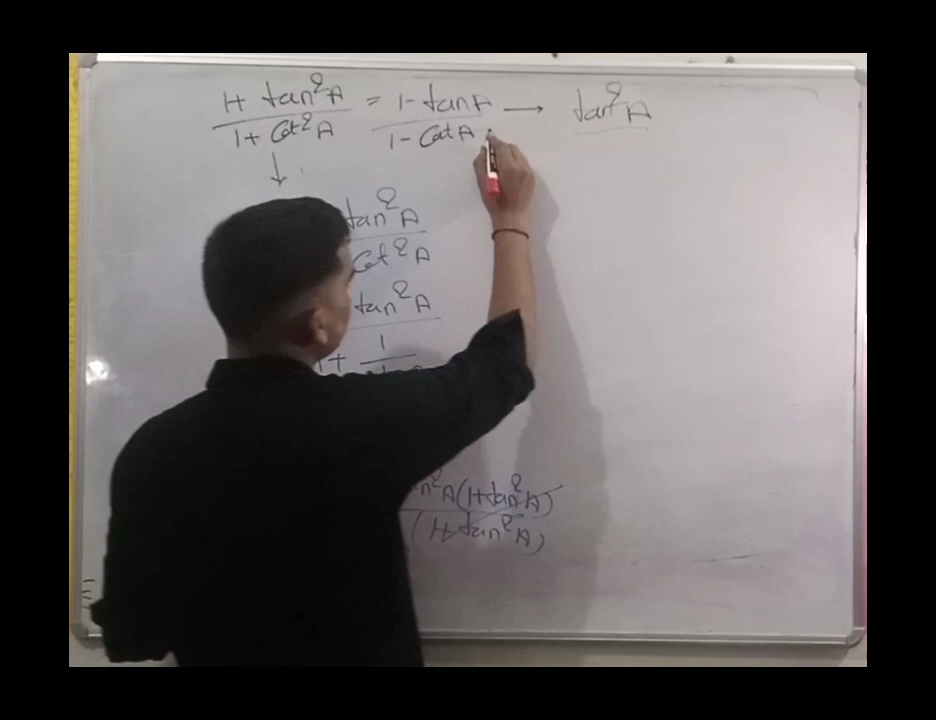 1+ tan²A = 1-tanA → tan²A
1+ Cot²A 1- CotA
↓
tan²A
Cot²A
tan²A
1
1+
n²A(1+tan²A)
(1+tan²A)